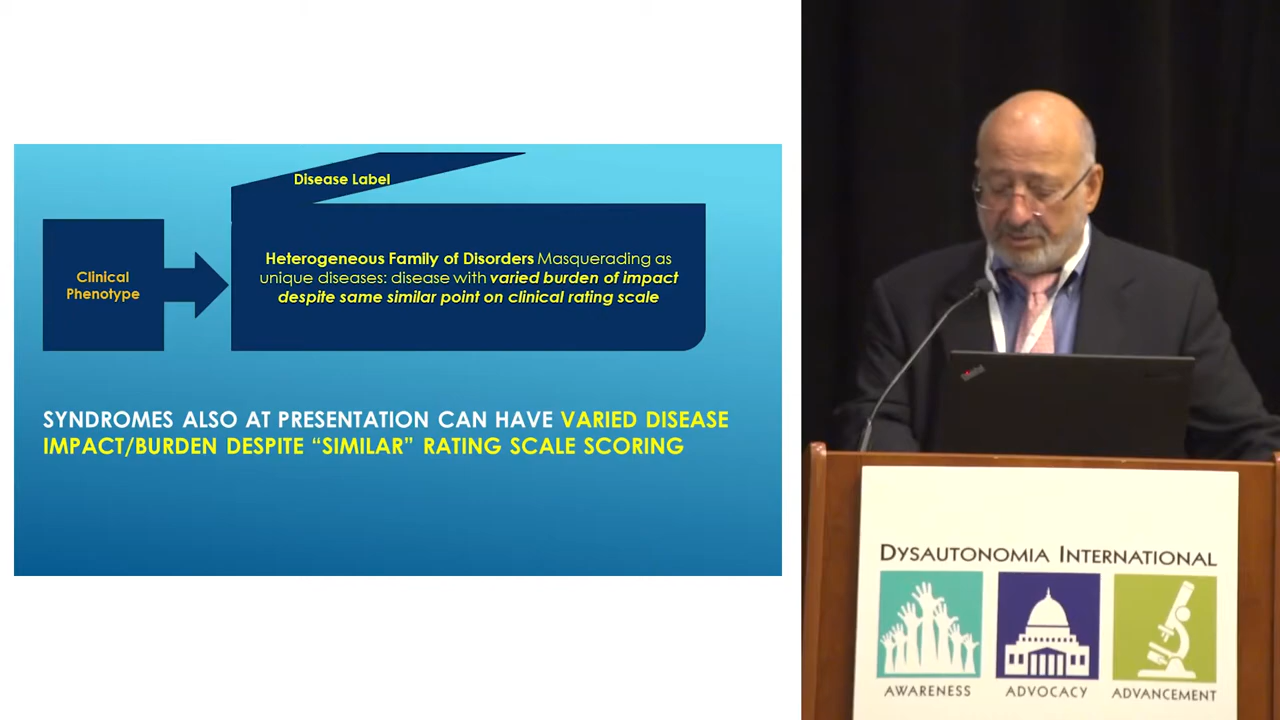 Disease Label
Clinical
Phenotype
Heterogeneous Family of Disorders Masquerading as
unique diseases: disease with varied burden of impact
despite same similar point on clinical rating scale
SYNDROMES ALSO AT PRESENTATION CAN HAVE VARIED DISEASE
IMPACT/BURDEN DESPITE “SIMILAR” RATING SCALE SCORING
DYSAUTONOMIA INTERNATIONAL
AWARENESS
ADVOCACY
ADVANCEMENT